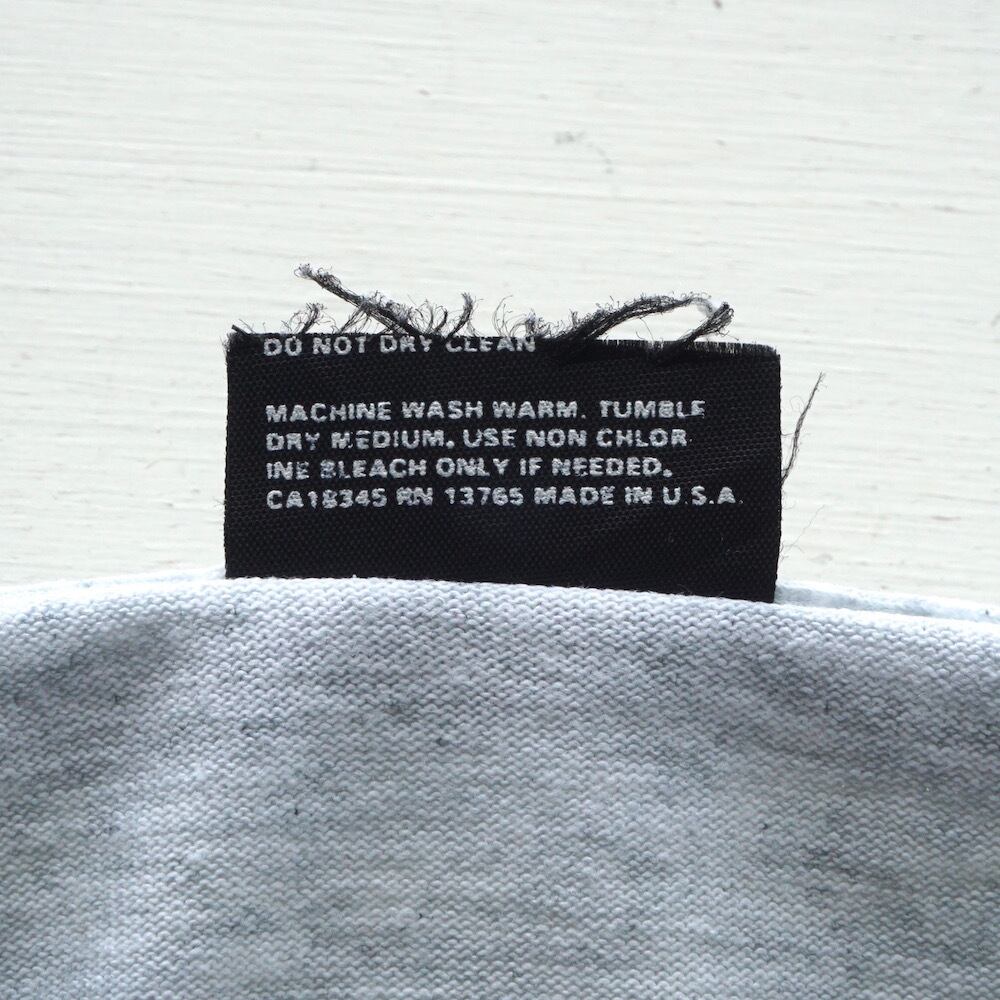 DO NOT DRY CLEAN
MACHINE WASH WARM. TUMBLE
DRY MEDIUM. USE NON CHLOR
INE BLEACH ONLY IF NEEDED.
CA18345 RN 13765 MADE IN U.S.A.